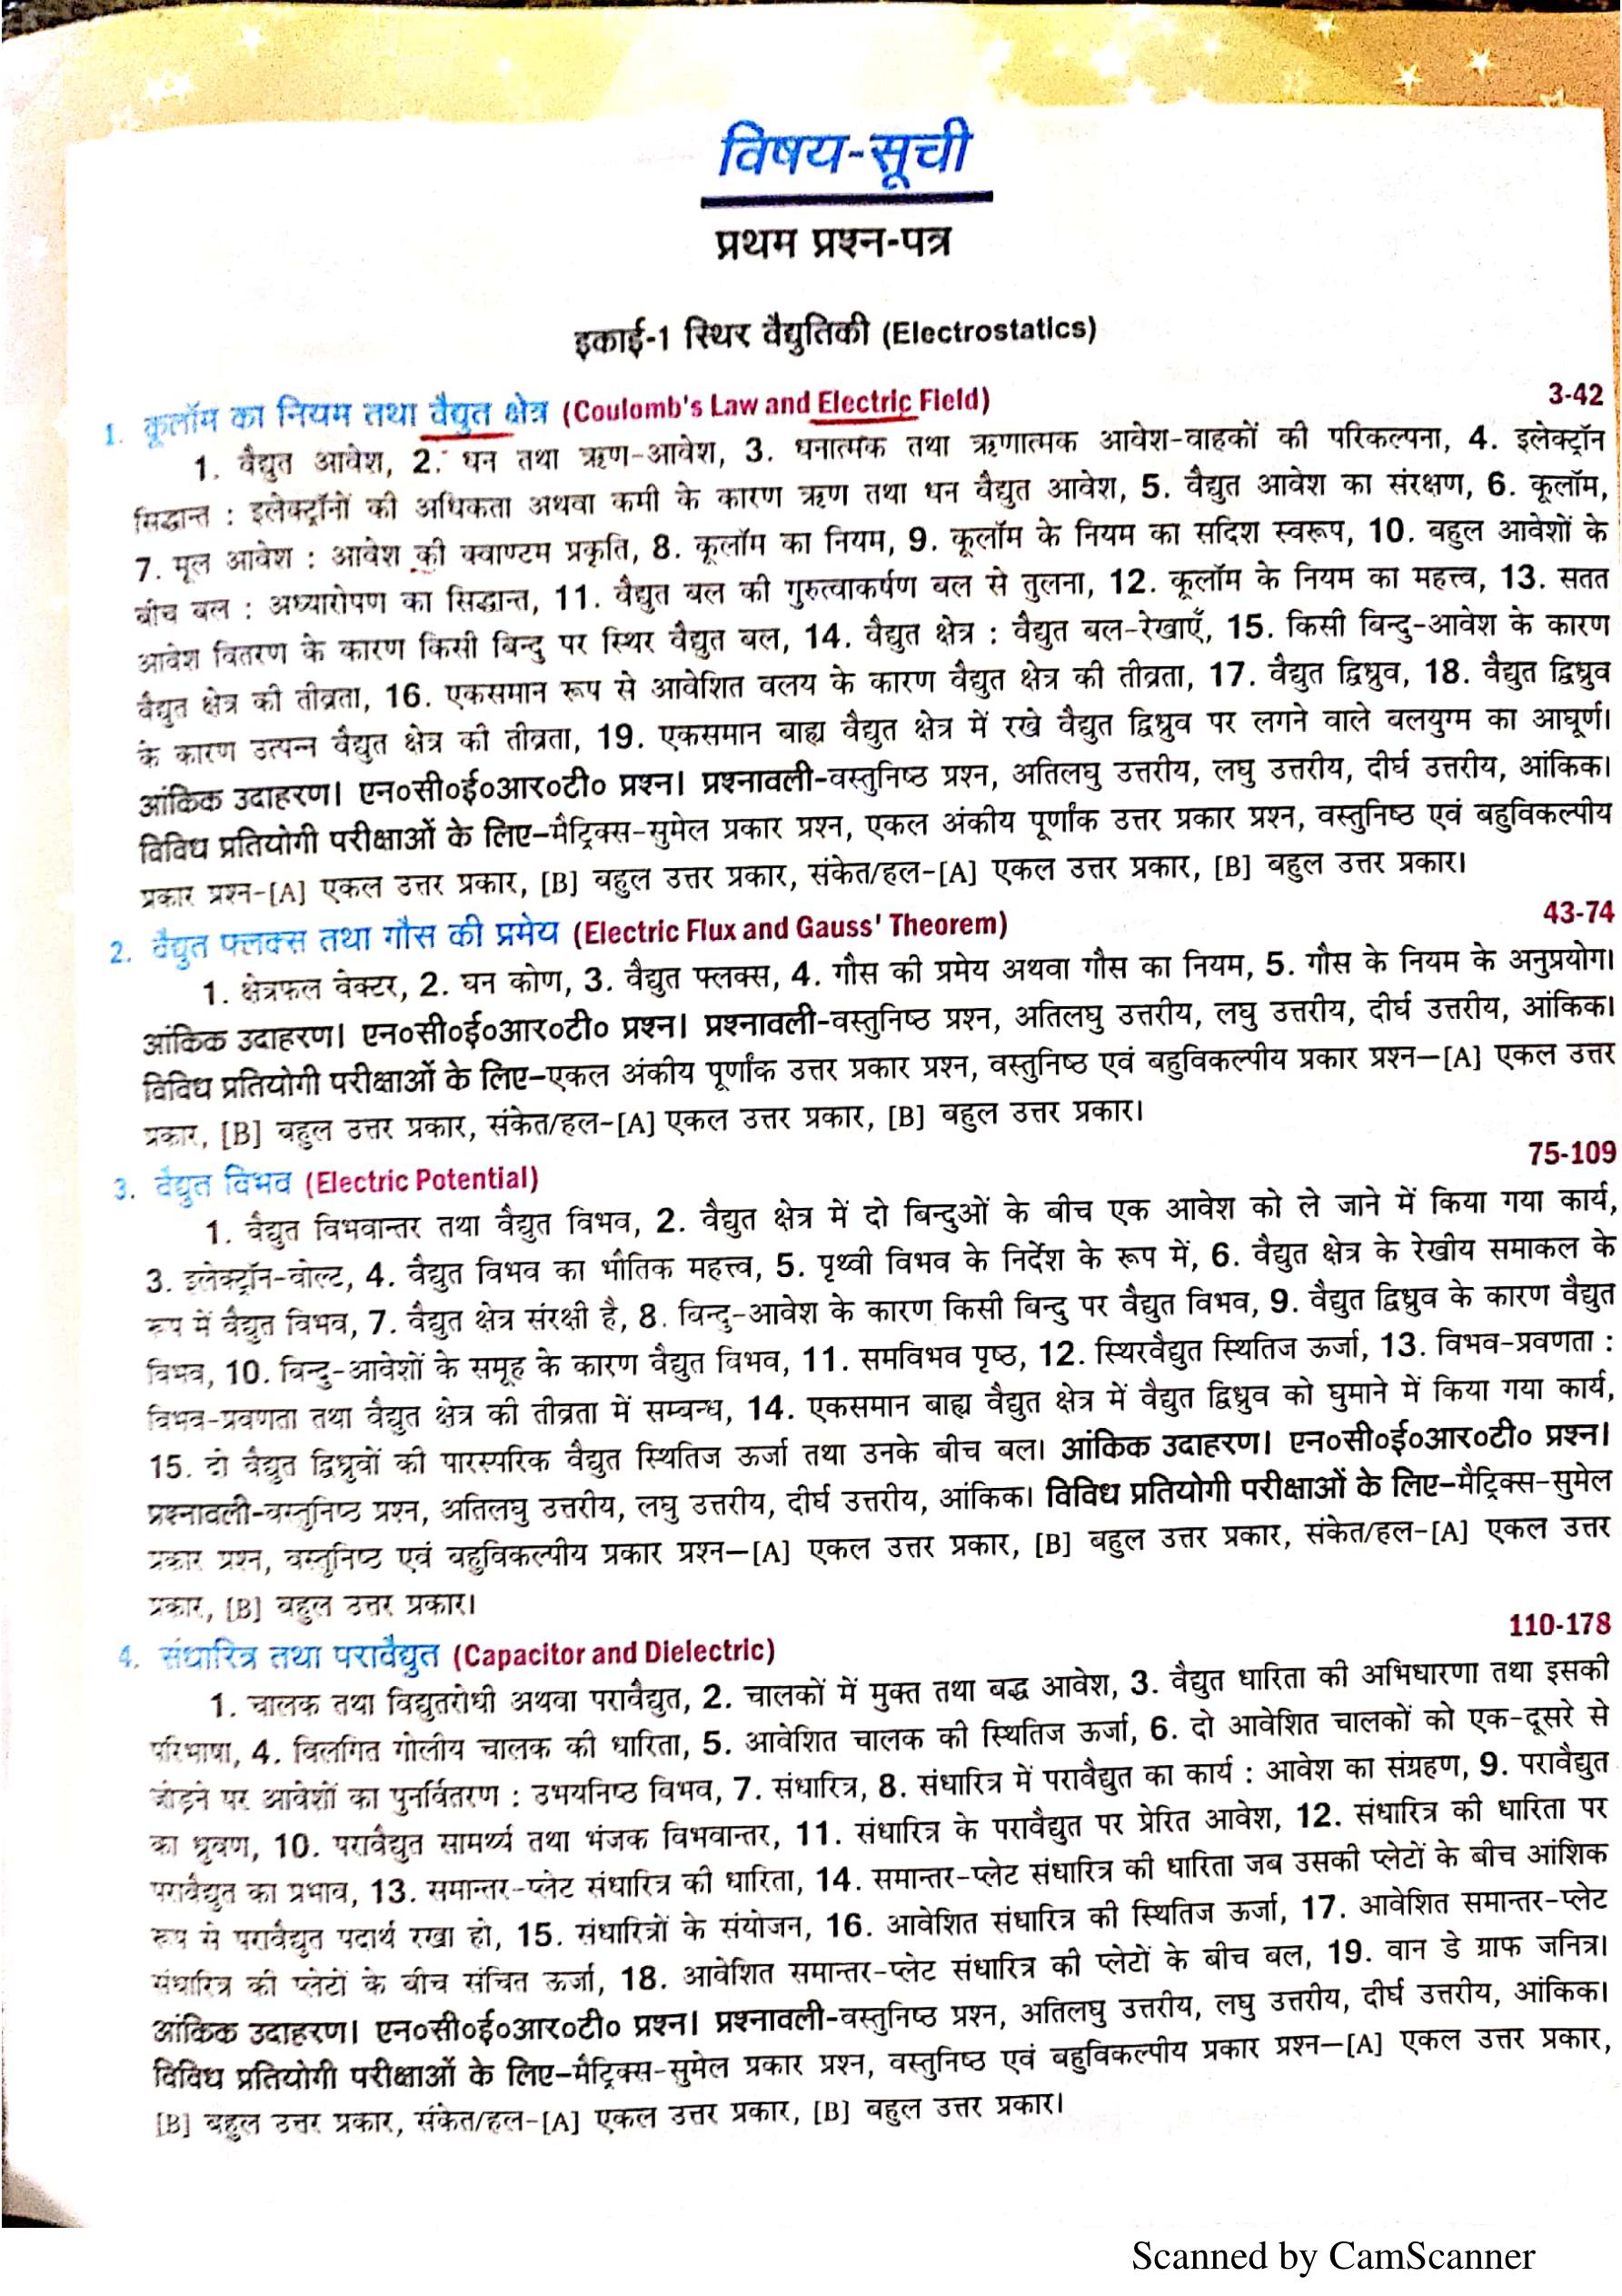 विषय-सूची
प्रथम प्रश्न-पत्र
इकाई-1 स्थिर वैद्युतिकी (Electrostatics)
1. कूलॉम का नियम तथा वैद्युत क्षेत्र (Coulomb's Law and Electric Field) 3-42
1. वैद्युत आवेश, 2. धन तथा ऋण-आवेश, 3. धनात्मक तथा ऋणात्मक आवेश-वाहकों की परिकल्पना, 4. इलेक्ट्रॉन
सिद्धान्त : इलेक्ट्रॉनों की अधिकता अथवा कमी के कारण ऋण तथा धन वैद्युत आवेश, 5. वैद्युत आवेश का संरक्षण, 6. कूलॉम,
7. मूल आवेश : आवेश की क्वाण्टम प्रकृति, 8. कूलॉम का नियम, 9. कूलॉम के नियम का सदिश स्वरूप, 10. बहुल आवेशों के
बीच बल : अध्यारोपण का सिद्धान्त, 11. वैद्युत बल की गुरुत्वाकर्षण बल से तुलना, 12. कूलॉम के नियम का महत्त्व, 13. सतत
आवेश वितरण के कारण किसी बिन्दु पर स्थिर वैद्युत बल, 14. वैद्युत क्षेत्र : वैद्युत बल-रेखाएँ, 15. किसी बिन्दु-आवेश के कारण
वैद्युत क्षेत्र की तीव्रता, 16. एकसमान रूप से आवेशित वलय के कारण वैद्युत क्षेत्र की तीव्रता, 17. वैद्युत द्विध्रुव, 18. वैद्युत द्विध्रुव
के कारण उत्पन्न वैद्युत क्षेत्र की तीव्रता, 19. एकसमान बाह्य वैद्युत क्षेत्र में रखे वैद्युत द्विध्रुव पर लगने वाले बलयुग्म का आघूर्ण।
आंकिक उदाहरण। एन०सी०ई०आर०टी० प्रश्न। प्रश्नावली-वस्तुनिष्ठ प्रश्न, अतिलघु उत्तरीय, लघु उत्तरीय, दीर्घ उत्तरीय, आंकिक।
विविध प्रतियोगी परीक्षाओं के लिए–मैट्रिक्स-सुमेल प्रकार प्रश्न, एकल अंकीय पूर्णांक उत्तर प्रकार प्रश्न, वस्तुनिष्ठ एवं बहुविकल्पीय
प्रकार प्रश्न-[A] एकल उत्तर प्रकार, [B] बहुल उत्तर प्रकार, संकेत/हल-[A] एकल उत्तर प्रकार, [B] बहुल उत्तर प्रकार।
2. वैद्युत फ्लक्स तथा गौस की प्रमेय (Electric Flux and Gauss' Theorem) 43-74
1. क्षेत्रफल वेक्टर, 2. घन कोण, 3. वैद्युत फ्लक्स, 4. गौस की प्रमेय अथवा गौस का नियम, 5. गौस के नियम के अनुप्रयोग।
आंकिक उदाहरण। एन०सी०ई०आर०टी० प्रश्न। प्रश्नावली-वस्तुनिष्ठ प्रश्न, अतिलघु उत्तरीय, लघु उत्तरीय, दीर्घ उत्तरीय, आंकिक।
विविध प्रतियोगी परीक्षाओं के लिए–एकल अंकीय पूर्णांक उत्तर प्रकार प्रश्न, वस्तुनिष्ठ एवं बहुविकल्पीय प्रकार प्रश्न—[A] एकल उत्तर
प्रकार, [B] बहुल उत्तर प्रकार, संकेत/हल-[A] एकल उत्तर प्रकार, [B] बहुल उत्तर प्रकार।
3. वैद्युत विभव (Electric Potential) 75-109
1. वैद्युत विभवान्तर तथा वैद्युत विभव, 2. वैद्युत क्षेत्र में दो बिन्दुओं के बीच एक आवेश को ले जाने में किया गया कार्य,
3. इलेक्ट्रॉन-वोल्ट, 4. वैद्युत विभव का भौतिक महत्त्व, 5. पृथ्वी विभव के निर्देश के रूप में, 6. वैद्युत क्षेत्र के रेखीय समाकल के
रूप में वैद्युत विभव, 7. वैद्युत क्षेत्र संरक्षी है, 8. बिन्दु-आवेश के कारण किसी बिन्दु पर वैद्युत विभव, 9. वैद्युत द्विध्रुव के कारण वैद्युत
विभव, 10. बिन्दु-आवेशों के समूह के कारण वैद्युत विभव, 11. समविभव पृष्ठ, 12. स्थिरवैद्युत स्थितिज ऊर्जा, 13. विभव-प्रवणता :
विभव-प्रवणता तथा वैद्युत क्षेत्र की तीव्रता में सम्बन्ध, 14. एकसमान बाह्य वैद्युत क्षेत्र में वैद्युत द्विध्रुव को घुमाने में किया गया कार्य,
15. दो वैद्युत द्विध्रुवों की पारस्परिक वैद्युत स्थितिज ऊर्जा तथा उनके बीच बल। आंकिक उदाहरण। एन०सी०ई०आर०टी० प्रश्न।
प्रश्नावली-वस्तुनिष्ठ प्रश्न, अतिलघु उत्तरीय, लघु उत्तरीय, दीर्घ उत्तरीय, आंकिक। विविध प्रतियोगी परीक्षाओं के लिए–मैट्रिक्स-सुमेल
प्रकार प्रश्न, वस्तुनिष्ठ एवं बहुविकल्पीय प्रकार प्रश्न—[A] एकल उत्तर प्रकार, [B] बहुल उत्तर प्रकार, संकेत/हल-[A] एकल उत्तर
प्रकार, [B] बहुल उत्तर प्रकार।
4. संधारित्र तथा परावैद्युत (Capacitor and Dielectric) 110-178
1. चालक तथा विद्युतरोधी अथवा परावैद्युत, 2. चालकों में मुक्त तथा बद्ध आवेश, 3. वैद्युत धारिता की अभिधारणा तथा इसकी
परिभाषा, 4. विलगित गोलीय चालक की धारिता, 5. आवेशित चालक की स्थितिज ऊर्जा, 6. दो आवेशित चालकों को एक-दूसरे से
जोड़ने पर आवेशों का पुनर्वितरण : उभयनिष्ठ विभव, 7. संधारित्र, 8. संधारित्र में परावैद्युत का कार्य : आवेश का संग्रहण, 9. परावैद्युत
का ध्रुवण, 10. परावैद्युत सामर्थ्य तथा भंजक विभवान्तर, 11. संधारित्र के परावैद्युत पर प्रेरित आवेश, 12. संधारित्र की धारिता पर
परावैद्युत का प्रभाव, 13. समान्तर-प्लेट संधारित्र की धारिता, 14. समान्तर-प्लेट संधारित्र की धारिता जब उसकी प्लेटों के बीच आंशिक
रूप से परावैद्युत पदार्थ रखा हो, 15. संधारित्रों के संयोजन, 16. आवेशित संधारित्र की स्थितिज ऊर्जा, 17. आवेशित समान्तर-प्लेट
संधारित्र की प्लेटों के बीच संचित ऊर्जा, 18. आवेशित समान्तर-प्लेट संधारित्र की प्लेटों के बीच बल, 19. वान डे ग्राफ जनित्र।
आंकिक उदाहरण। एन०सी०ई०आर०टी० प्रश्न। प्रश्नावली-वस्तुनिष्ठ प्रश्न, अतिलघु उत्तरीय, लघु उत्तरीय, दीर्घ उत्तरीय, आंकिक।
विविध प्रतियोगी परीक्षाओं के लिए–मैट्रिक्स-सुमेल प्रकार प्रश्न, वस्तुनिष्ठ एवं बहुविकल्पीय प्रकार प्रश्न—[A] एकल उत्तर प्रकार,
[B] बहुल उत्तर प्रकार, संकेत/हल-[A] एकल उत्तर प्रकार, [B] बहुल उत्तर प्रकार।
Scanned by CamScanner